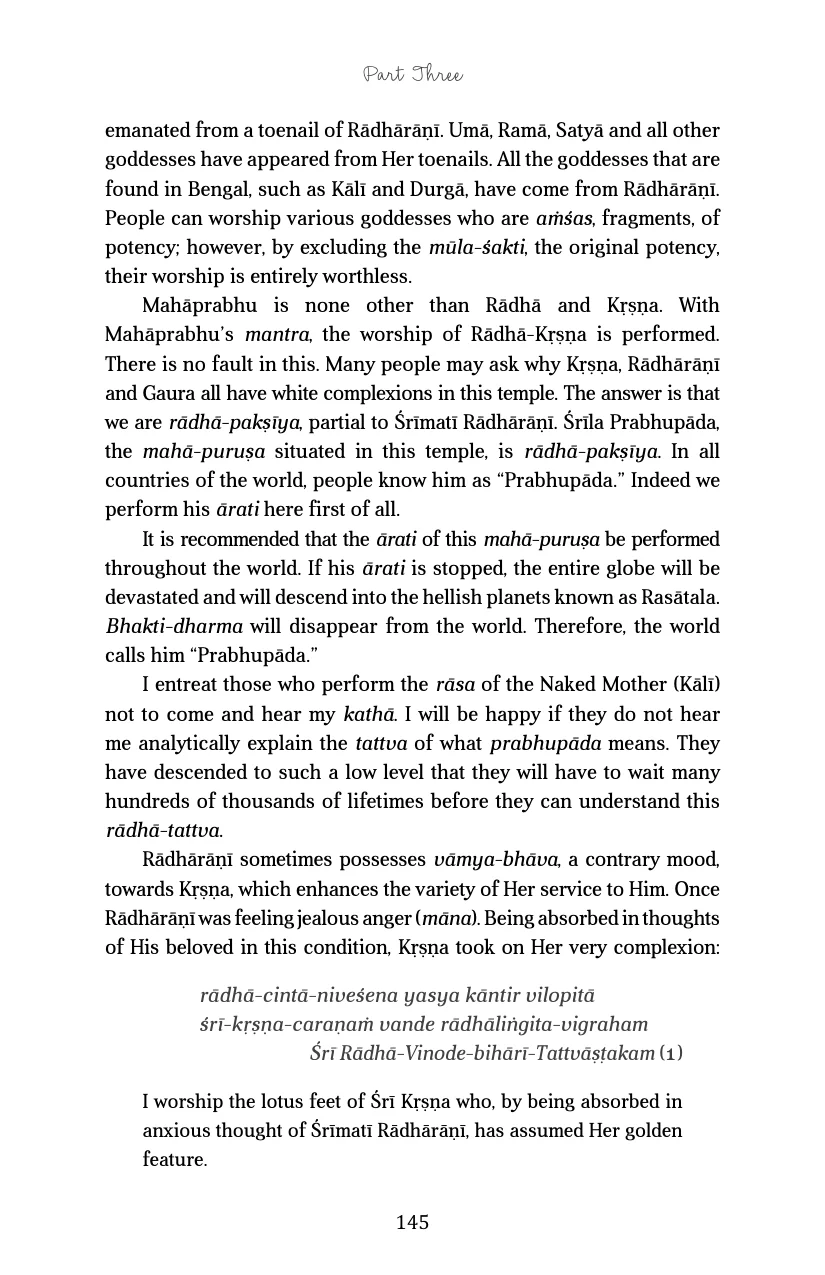 Part Three
emanated from a toenail of Rādhārāṇī. Umā, Ramā, Satyā and all other
goddesses have appeared from Her toenails. All the goddesses that are
found in Bengal, such as Kālī and Durgā, have come from Rādhārāṇī.
People can worship various goddesses who are aṁśas, fragments, of
potency; however, by excluding the mūla-śakti, the original potency,
their worship is entirely worthless.
Mahāprabhu is none other than Rādhā and Kṛṣṇa. With
Mahāprabhu’s mantra, the worship of Rādhā-Kṛṣṇa is performed.
There is no fault in this. Many people may ask why Kṛṣṇa, Rādhārāṇī
and Gaura all have white complexions in this temple. The answer is that
we are rādhā-pakṣīya, partial to Śrīmatī Rādhārāṇī. Śrīla Prabhupāda,
the mahā-puruṣa situated in this temple, is rādhā-pakṣīya. In all
countries of the world, people know him as “Prabhupāda.” Indeed we
perform his ārati here first of all.
It is recommended that the ārati of this mahā-puruṣa be performed
throughout the world. If his ārati is stopped, the entire globe will be
devastated and will descend into the hellish planets known as Rasātala.
Bhakti-dharma will disappear from the world. Therefore, the world
calls him “Prabhupāda.”
I entreat those who perform the rāsa of the Naked Mother (Kālī)
not to come and hear my kathā. I will be happy if they do not hear
me analytically explain the tattva of what prabhupāda means. They
have descended to such a low level that they will have to wait many
hundreds of thousands of lifetimes before they can understand this
rādhā-tattva.
Rādhārāṇī sometimes possesses vāmya-bhāva, a contrary mood,
towards Kṛṣṇa, which enhances the variety of Her service to Him. Once
Rādhārāṇī was feeling jealous anger (māna). Being absorbed in thoughts
of His beloved in this condition, Kṛṣṇa took on Her very complexion:
rādhā-cintā-niveśena yasya kāntir vilopitā
śrī-kṛṣṇa-caraṇaṁ vande rādhāliṅgita-vigraham
Śrī Rādhā-Vinode-bihārī-Tattvāṣṭakam (1)
I worship the lotus feet of Śrī Kṛṣṇa who, by being absorbed in
anxious thought of Śrīmatī Rādhārāṇī, has assumed Her golden
feature.
145